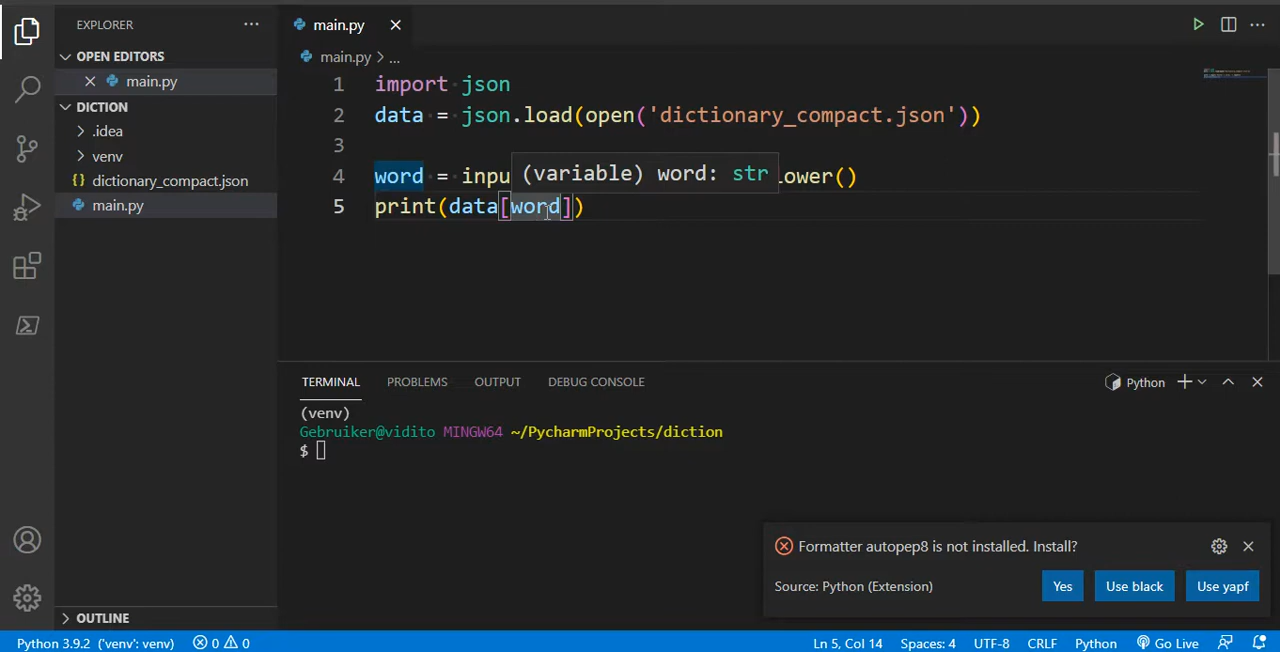 EXPLORER
OPEN EDITORS
main.py
DICTION
.idea
venv
dictionary_compact.json
main.py
OUTLINE
main.py
main.py > ...
1 import json
2 data = json.load(open('dictionary_compact.json'))
3
4 word = inpu lower()
(variable) word: str
5 print(data[word])
TERMINAL PROBLEMS OUTPUT DEBUG CONSOLE
Python
(venv)
Gebruiker@vidito MINGW64 ~/PycharmProjects/diction
$
Formatter autopep8 is not installed. Install?
Source: Python (Extension)
Yes Use black Use yapf
Python 3.9.2 ('venv': venv) 0 0 Ln 5, Col 14 Spaces: 4 UTF-8 CRLF Python Go Live